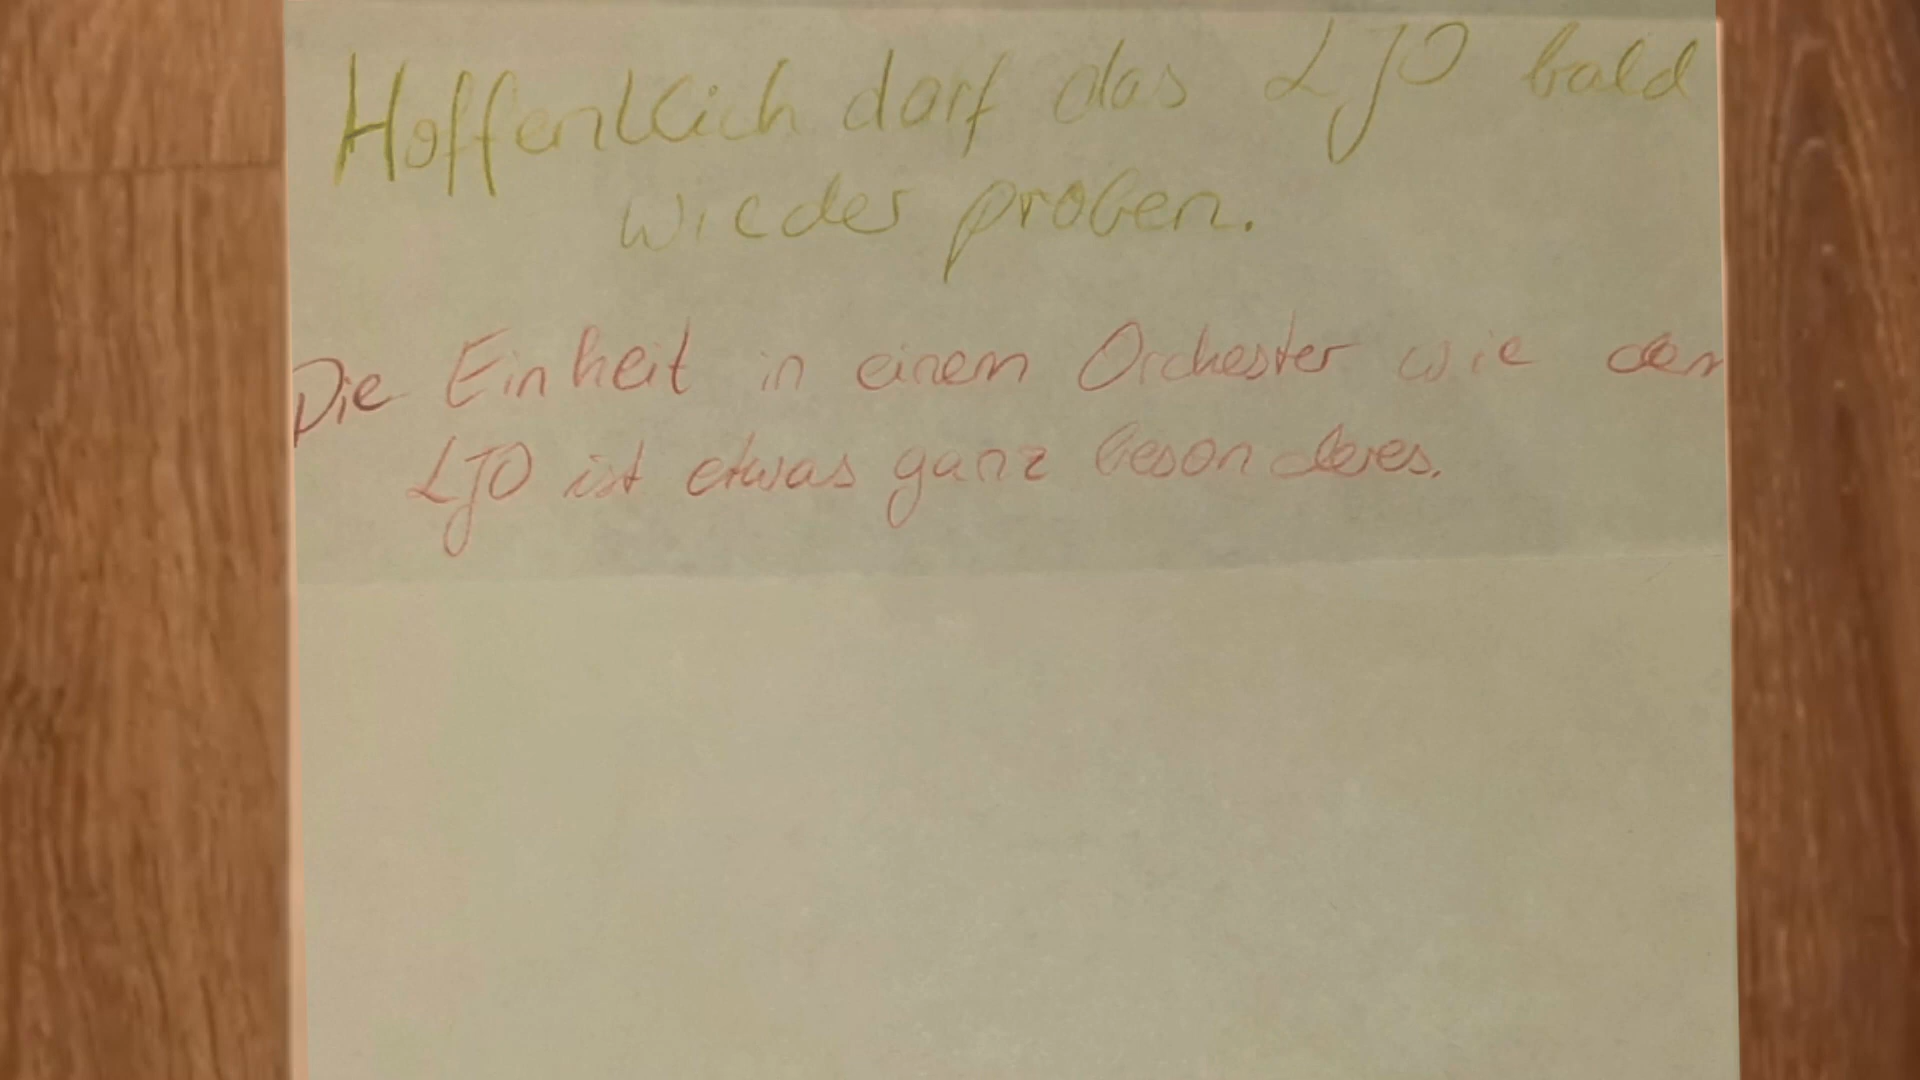 Hoffentlich darf das LJO bald
wieder proben.
Die Einheit in einem Orchester wie dem
LJO ist etwas ganz besonderes.